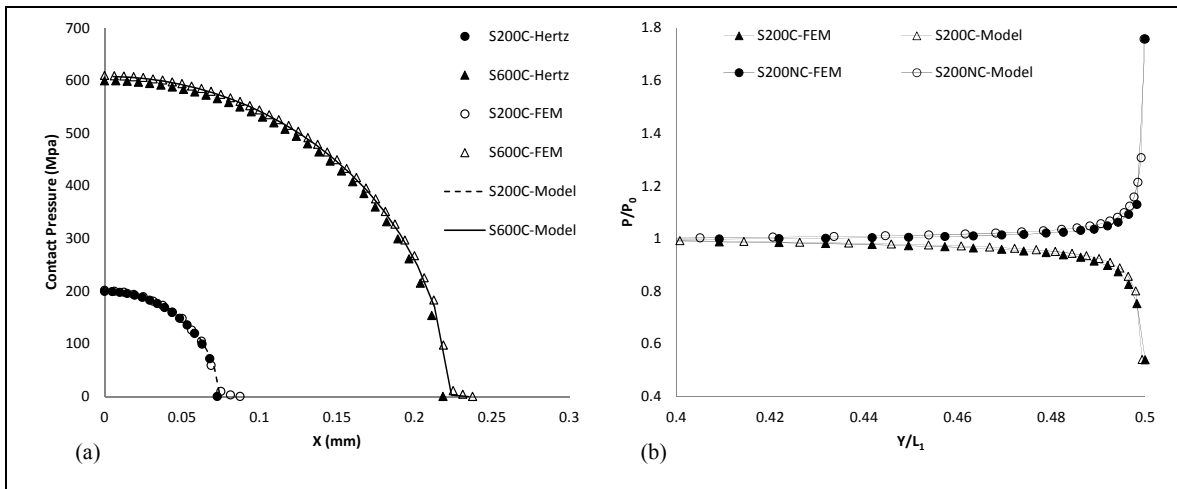 700
600
500
400
300
200
100
0
Contact Pressure (Mpa)
0 0.05 0.1 0.15 0.2 0.25 0.3
X (mm)
S200C-Hertz
S600C-Hertz
S200C-FEM
S600C-FEM
S200C-Model
S600C-Model
(a)
1.8
1.6
1.4
1.2
1
0.8
0.6
0.4
P/P0
S200C-FEM S200C-Model
S200NC-FEM S200NC-Model
0.4 0.42 0.44 0.46 0.48 0.5
Y/L1
(b)